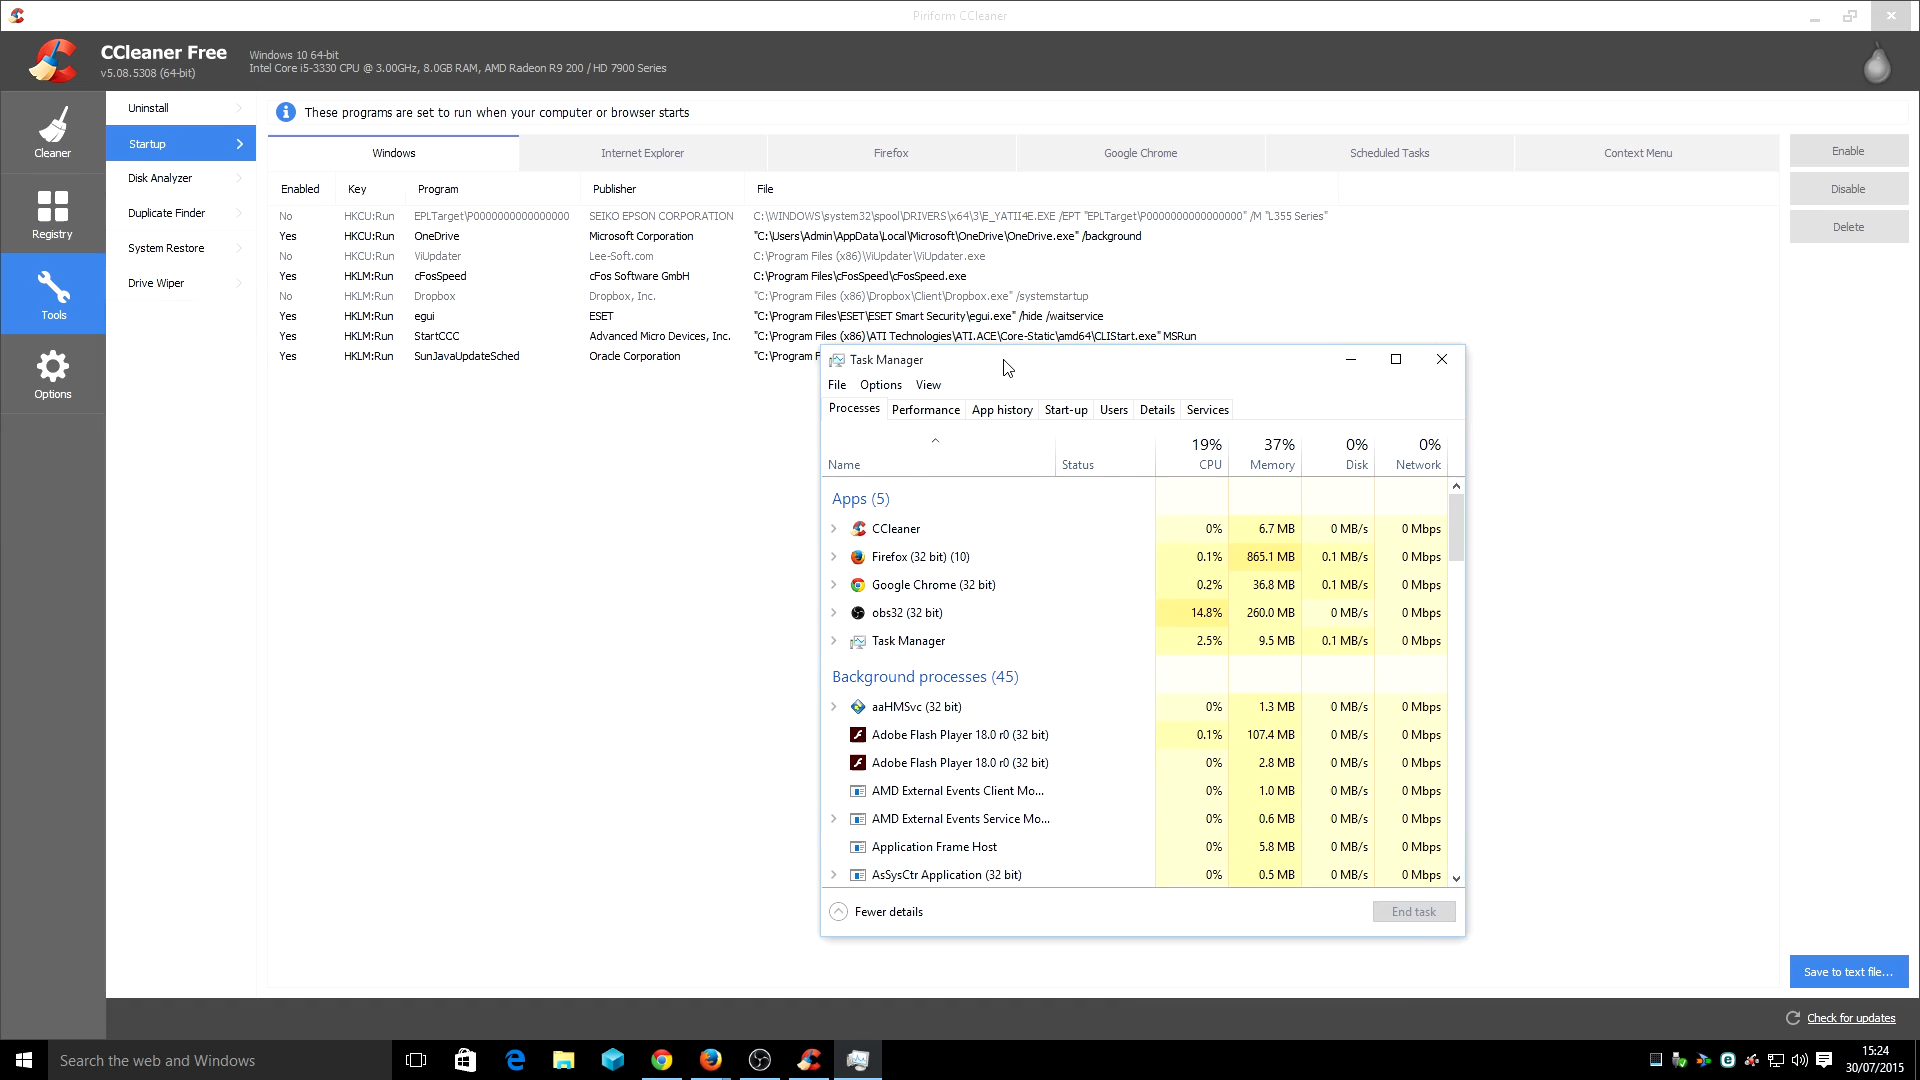 Piriform CCleaner
CCleaner Free
v5.08.5308 (64-bit)
Windows 10 64-bit
Intel Core i5-3330 CPU @ 3.00GHz, 8.0GB RAM, AMD Radeon R9 200 / HD 7900 Series
Cleaner
Registry
Tools
Options
Uninstall
Startup
Disk Analyzer
Duplicate Finder
System Restore
Drive Wiper
These programs are set to run when your computer or browser starts
Windows Internet Explorer Firefox Google Chrome Scheduled Tasks Context Menu
Enabled Key Program Publisher File
No HKCU:Run EPLTarget\P0000000000000000 SEIKO EPSON CORPORATION C:\WINDOWS\system32\spool\DRIVERS\x64\3\E_YATII4E.EXE /EPT "EPLTarget\P0000000000000000" /M "L355 Series"
Yes HKCU:Run OneDrive Microsoft Corporation "C:\Users\Admin\AppData\Local\Microsoft\OneDrive\OneDrive.exe" /background
No HKCU:Run ViUpdater Lee-Soft.com C:\Program Files (x86)\ViUpdater\ViUpdater.exe
Yes HKLM:Run cFosSpeed cFos Software GmbH C:\Program Files\cFosSpeed\cFosSpeed.exe
No HKLM:Run Dropbox Dropbox, Inc. "C:\Program Files (x86)\Dropbox\Client\Dropbox.exe" /systemstartup
Yes HKLM:Run egui ESET "C:\Program Files\ESET\ESET Smart Security\egui.exe" /hide /waitservice
Yes HKLM:Run StartCCC Advanced Micro Devices, Inc. "C:\Program Files (x86)\ATI Technologies\ATI.ACE\Core-Static\amd64\CLIStart.exe" MSRun
Yes HKLM:Run SunJavaUpdateSched Oracle Corporation "C:\Program F
Enable
Disable
Delete
Save to text file...
Check for updates
Task Manager
File Options View
Processes Performance App history Start-up Users Details Services
19% 37% 0% 0%
Name Status CPU Memory Disk Network
Apps (5)
CCleaner 0% 6.7 MB 0 MB/s 0 Mbps
Firefox (32 bit) (10) 0.1% 865.1 MB 0.1 MB/s 0 Mbps
Google Chrome (32 bit) 0.2% 36.8 MB 0.1 MB/s 0 Mbps
obs32 (32 bit) 14.8% 260.0 MB 0 MB/s 0 Mbps
Task Manager 2.5% 9.5 MB 0.1 MB/s 0 Mbps
Background processes (45)
aaHMSvc (32 bit) 0% 1.3 MB 0 MB/s 0 Mbps
Adobe Flash Player 18.0 r0 (32 bit) 0.1% 107.4 MB 0 MB/s 0 Mbps
Adobe Flash Player 18.0 r0 (32 bit) 0% 2.8 MB 0 MB/s 0 Mbps
AMD External Events Client Mo... 0% 1.0 MB 0 MB/s 0 Mbps
AMD External Events Service Mo... 0% 0.6 MB 0 MB/s 0 Mbps
Application Frame Host 0% 5.8 MB 0 MB/s 0 Mbps
AsSysCtr Application (32 bit) 0% 0.5 MB 0 MB/s 0 Mbps
Fewer details
End task
Search the web and Windows
15:24
30/07/2015